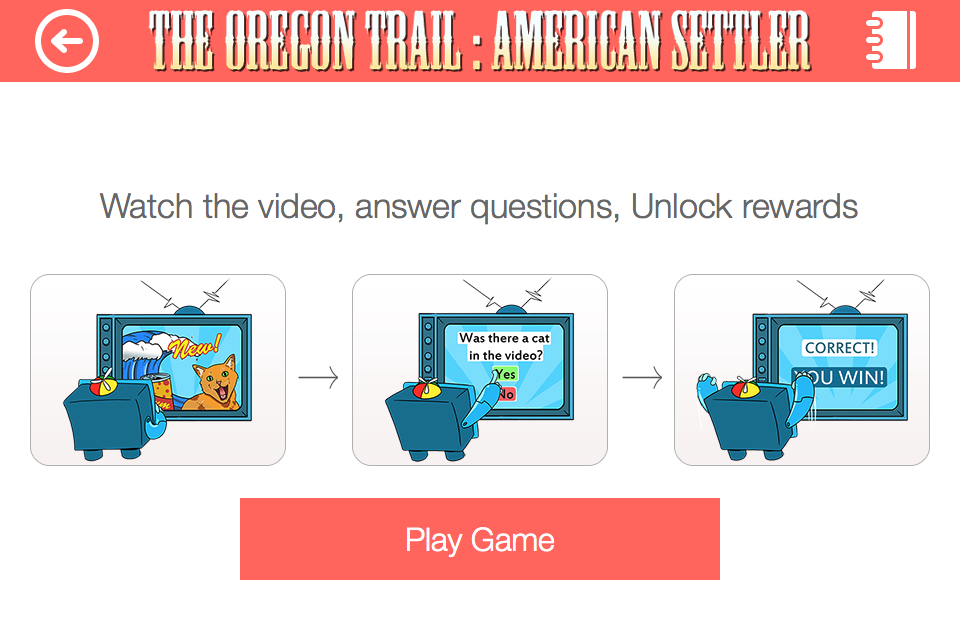 THE OREGON TRAIL : AMERICAN SETTLER
Watch the video, answer questions, Unlock rewards
New!
Was there a cat
in the video?
Yes
No
CORRECT!
YOU WIN!
Play Game